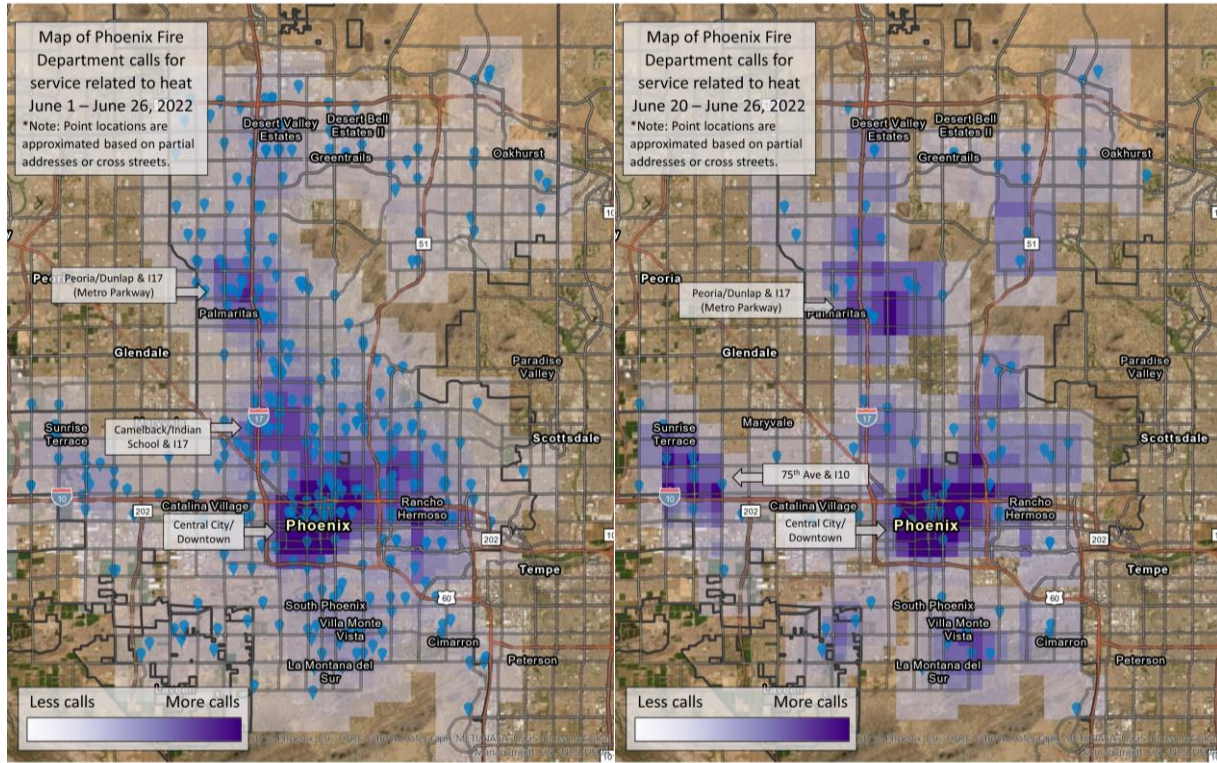 Map of Phoenix Fire
Department calls for
service related to heat
June 1 – June 26, 2022
*Note: Point locations are
approximated based on partial
addresses or cross streets.
Desert Valley
Estates
Desert Bell
Estates II
Greentrails
Oakhurst
51
Peoria/Dunlap & I17
(Metro Parkway)
Palmaritas
Glendale
Paradise
Valley
17
Camelback/Indian
School & I17
Sunrise
Terrace
Scottsdale
10
202
Catalina Village
Rancho
Hermoso
Central City/
Downtown
Phoenix
202
Tempe
60
South Phoenix
Villa Monte
Vista
Cimarron
Peterson
La Montana del
Sur
Less calls
More calls
Map of Phoenix Fire
Department calls for
service related to heat
June 20 – June 26, 2022
*Note: Point locations are
approximated based on partial
addresses or cross streets.
Desert Valley
Estates
Desert Bell
Estates II
Greentrails
Oakhurst
51
Peoria
Peoria/Dunlap & I17
(Metro Parkway)
Glendale
Paradise
Valley
Maryvale
17
Sunrise
Terrace
Scottsdale
75th Ave & I10
10
202
Catalina Village
Rancho
Hermoso
Central City/
Downtown
Phoenix
202
Tempe
60
South Phoenix
Villa Monte
Vista
Cimarron
Peterson
La Montana del
Sur
Less calls
More calls